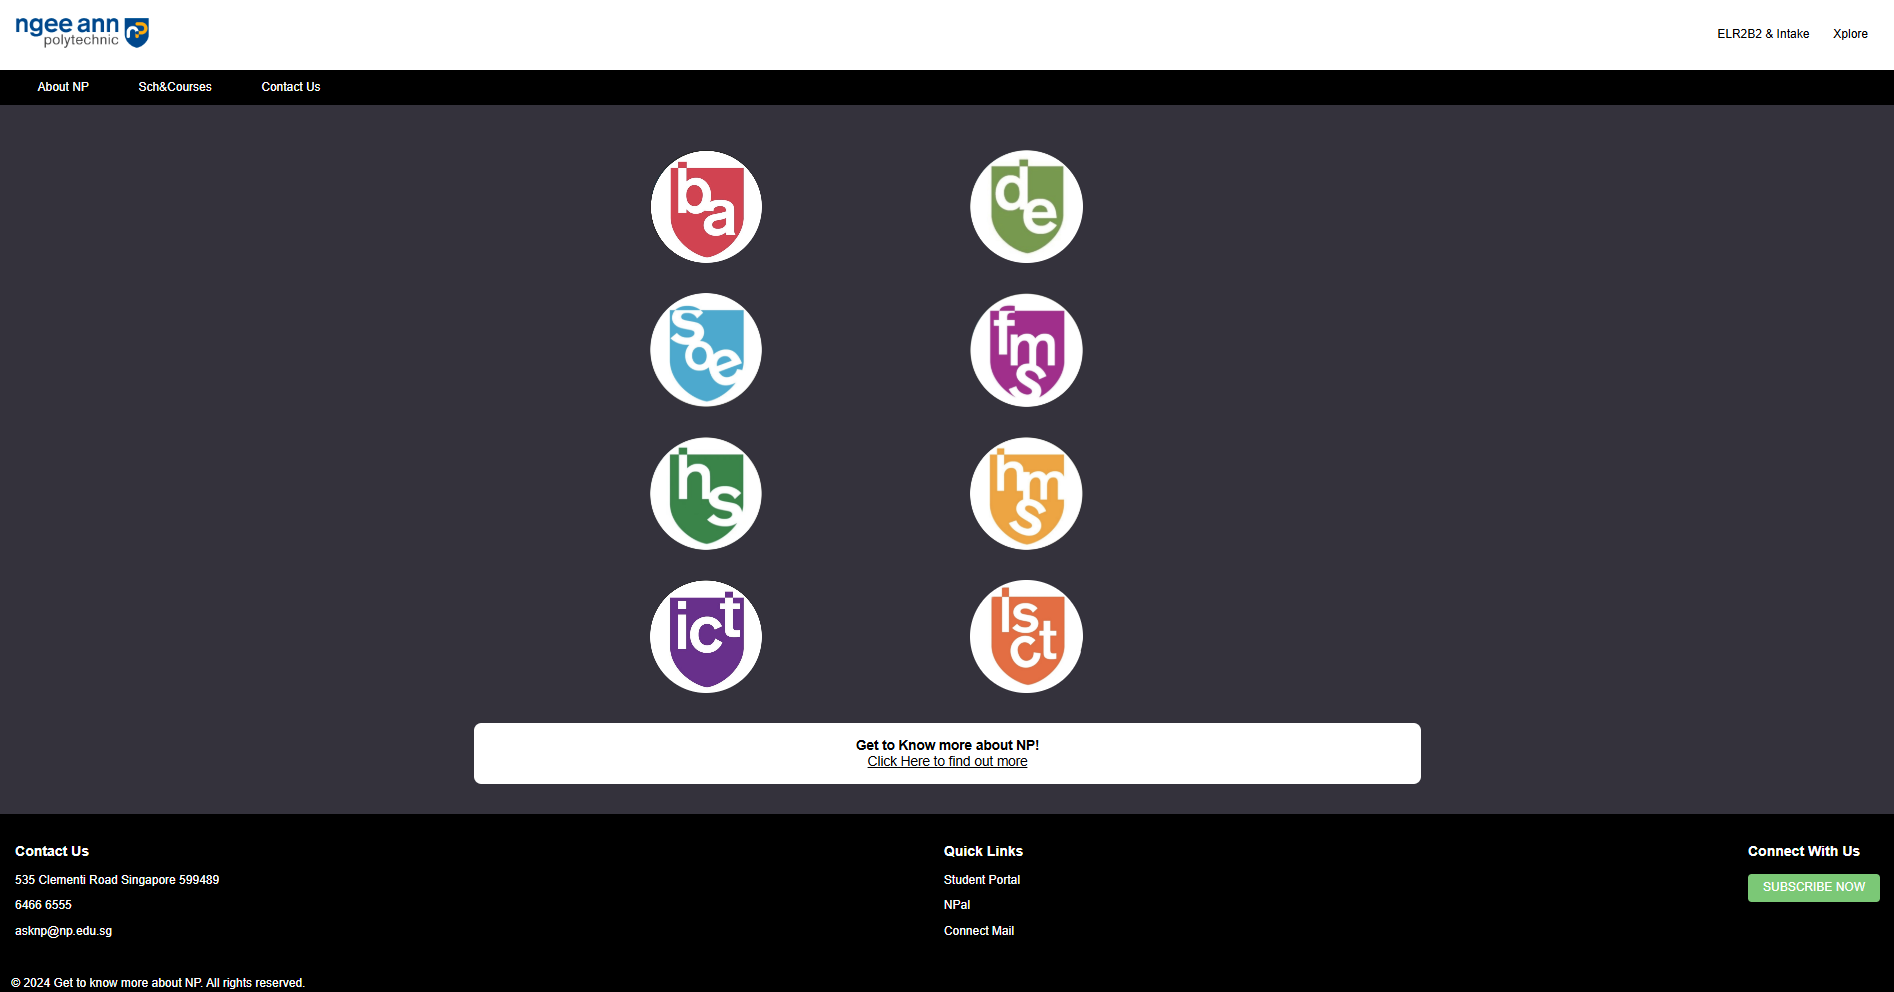 ngee ann
polytechnic
ELR2B2 & Intake
Xplore
About NP
Sch&Courses
Contact Us
ba
de
soe
fms
hs
hms
ict
lsct
Get to Know more about NP!
Click Here to find out more
Contact Us
535 Clementi Road Singapore 599489
6466 6555
asknp@np.edu.sg
Quick Links
Student Portal
NPal
Connect Mail
Connect With Us
SUBSCRIBE NOW
© 2024 Get to know more about NP. All rights reserved.